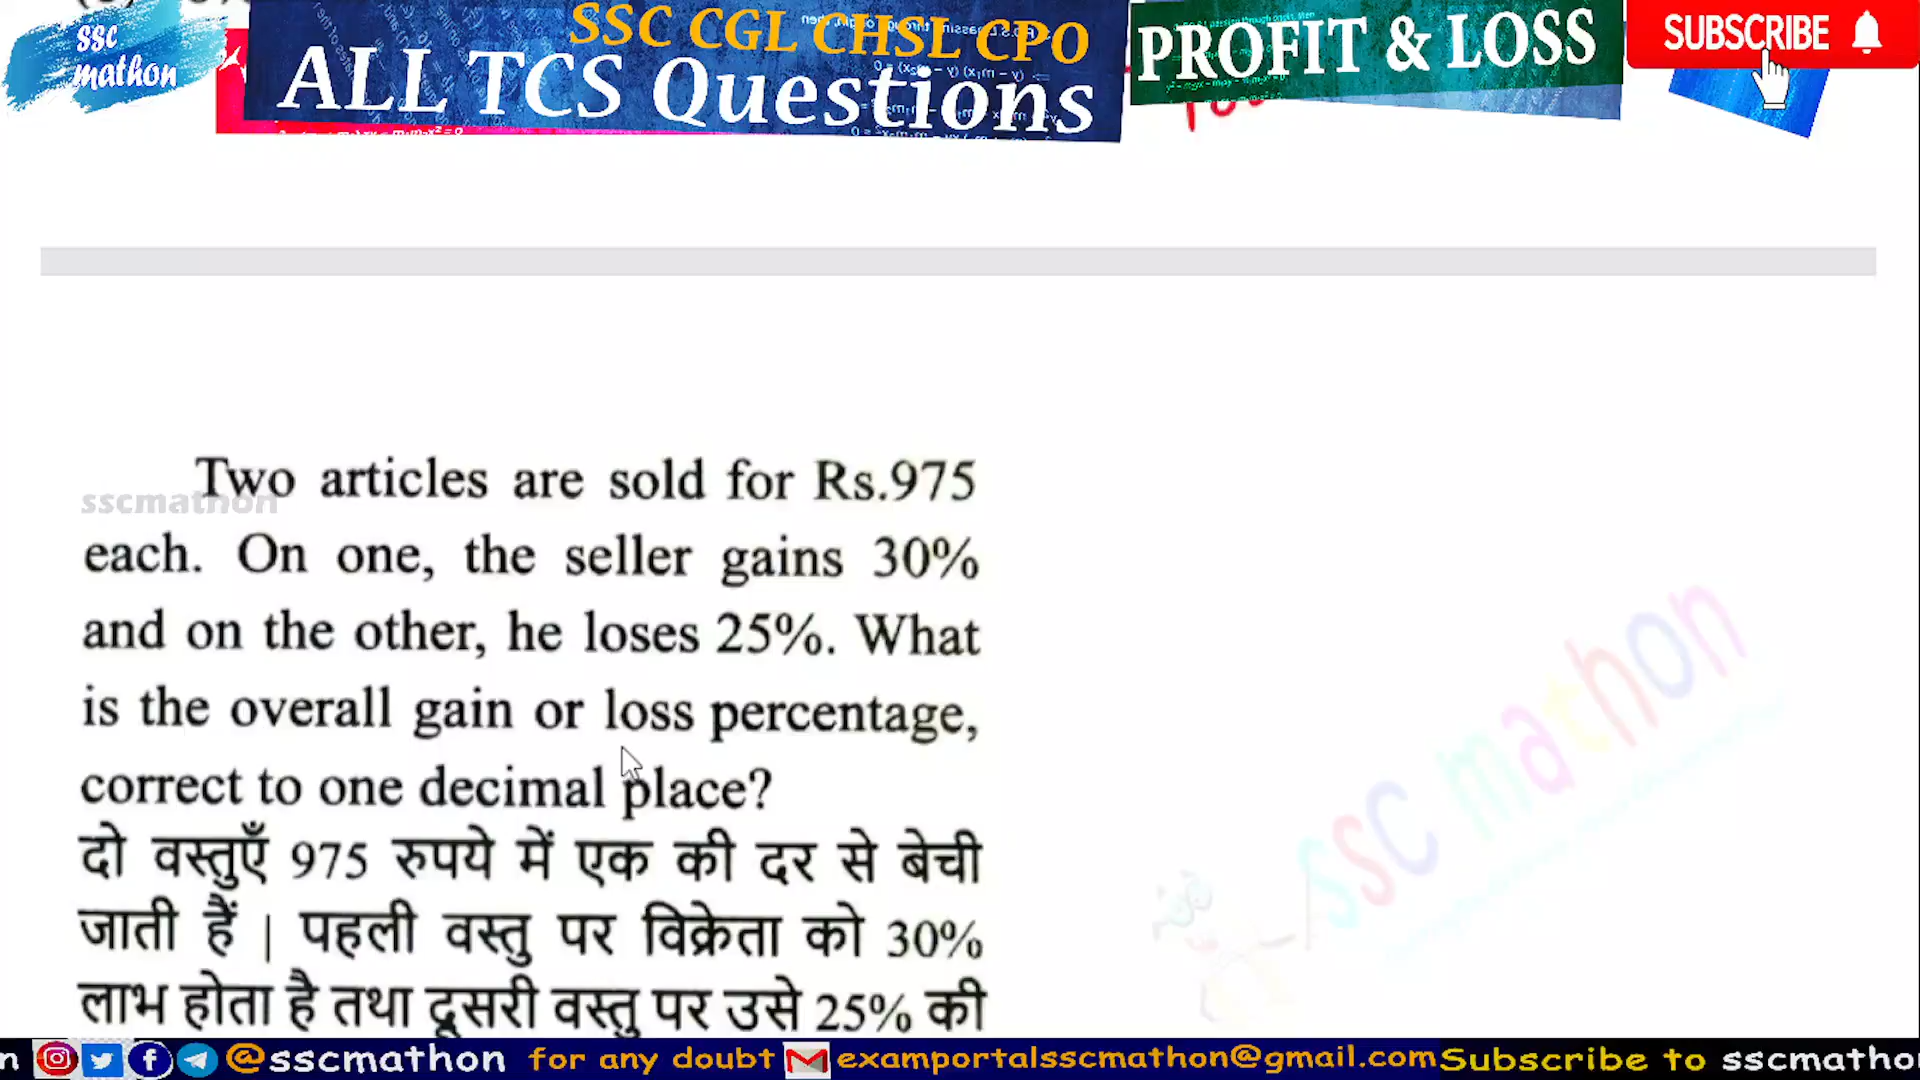 ssc
mathon
SSC CGL CHSL CPO
ALL TCS Questions
PROFIT & LOSS
SUBSCRIBE
Two articles are sold for Rs.975
sscmathon
each. On one, the seller gains 30%
and on the other, he loses 25%. What
is the overall gain or loss percentage,
correct to one decimal place?
दो वस्तुएँ 975 रुपये में एक की दर से बेची
जाती हैं | पहली वस्तु पर विक्रेता को 30%
लाभ होता है तथा दूसरी वस्तु पर उसे 25% की
ssc mathon
n @sscmathon for any doubt examportalsscmathon@gmail.com Subscribe to sscmatho